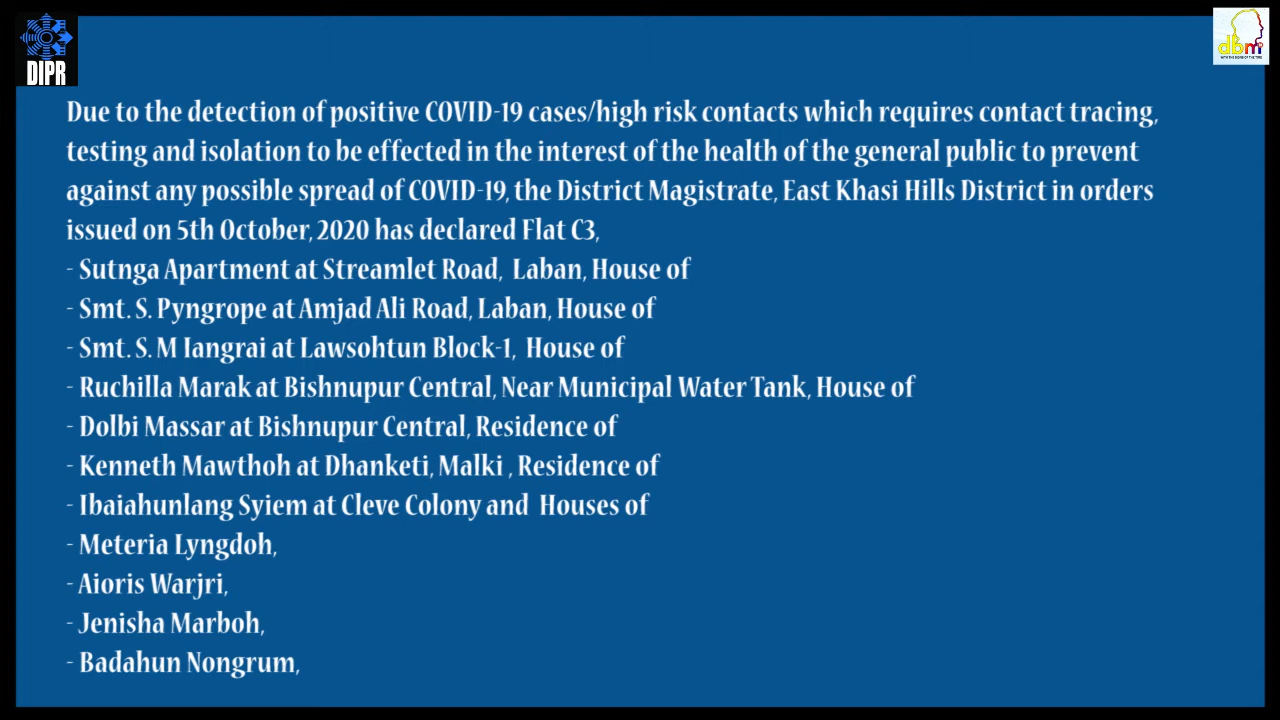 DIPR
dbm
Due to the detection of positive COVID-19 cases/high risk contacts which requires contact tracing,
testing and isolation to be effected in the interest of the health of the general public to prevent
against any possible spread of COVID-19, the District Magistrate, East Khasi Hills District in orders
issued on 5th October, 2020 has declared Flat C3,
- Sutnga Apartment at Streamlet Road,  Laban, House of
- Smt. S. Pyngrope at Amjad Ali Road, Laban, House of
- Smt. S. M Iangrai at Lawsohtun Block-1,  House of
- Ruchilla Marak at Bishnupur Central, Near Municipal Water Tank, House of
- Dolbi Massar at Bishnupur Central, Residence of
- Kenneth Mawthoh at Dhanketi, Malki , Residence of
- Ibaiahunlang Syiem at Cleve Colony and  Houses of
- Meteria Lyngdoh,
- Aioris Warjri,
- Jenisha Marboh,
- Badahun Nongrum,